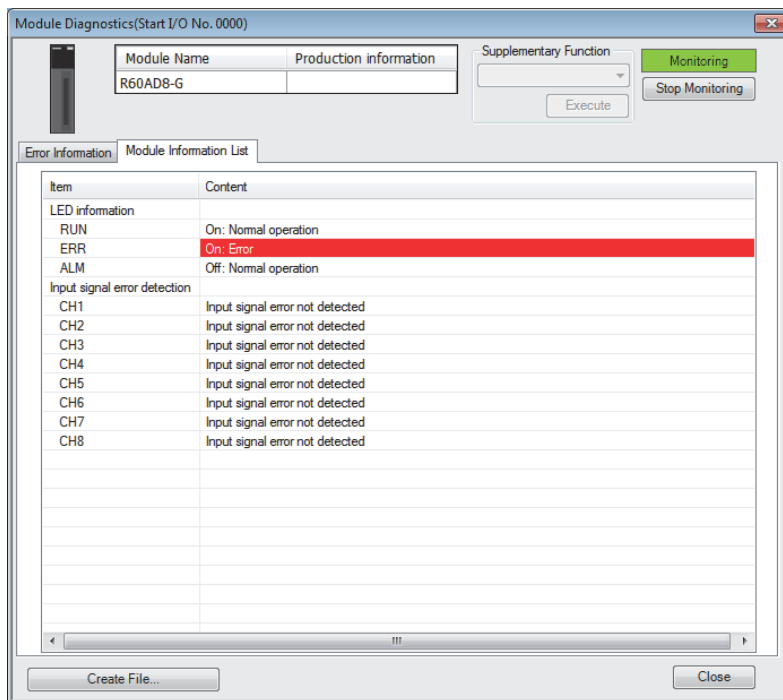 Module Diagnostics(Start I/O No. 0000)
Module Name Production information
R60AD8-G
Supplementary Function
Execute
Monitoring
Stop Monitoring
Error Information Module Information List
Item Content
LED information
RUN On: Normal operation
ERR On: Error
ALM Off: Normal operation
Input signal error detection
CH1 Input signal error not detected
CH2 Input signal error not detected
CH3 Input signal error not detected
CH4 Input signal error not detected
CH5 Input signal error not detected
CH6 Input signal error not detected
CH7 Input signal error not detected
CH8 Input signal error not detected
Create File... Close